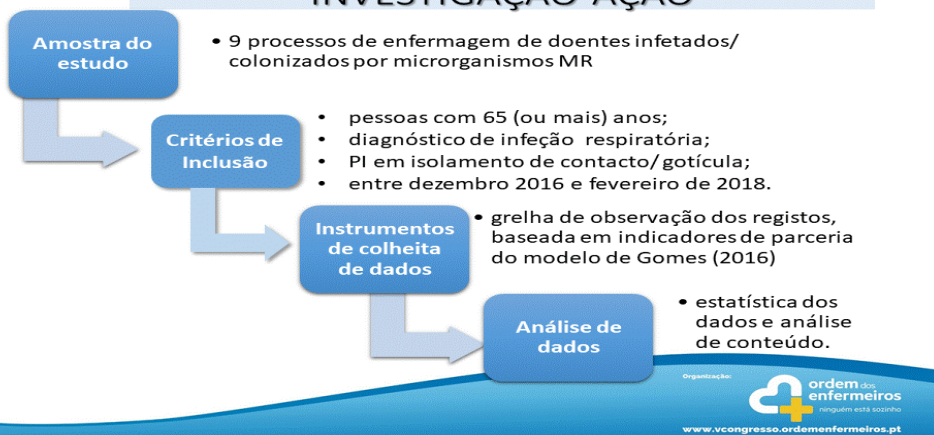 INVESTIGAÇÃO-AÇÃO
Amostra do
estudo
• 9 processos de enfermagem de doentes infetados/
colonizados por microrganismos MR
Critérios de
Inclusão
• pessoas com 65 (ou mais) anos;
• diagnóstico de infeção respiratória;
• PI em isolamento de contacto/gotícula;
• entre dezembro 2016 e fevereiro de 2018.
Instrumentos
de colheita
de dados
• grelha de observação dos registos,
baseada em indicadores de parceria
do modelo de Gomes (2016)
Análise de
dados
• estatística dos
dados e análise
de conteúdo.
Organização:
ordem dos
enfermeiros
ninguém está sozinho
www.vcongresso.ordemenfermeiros.pt